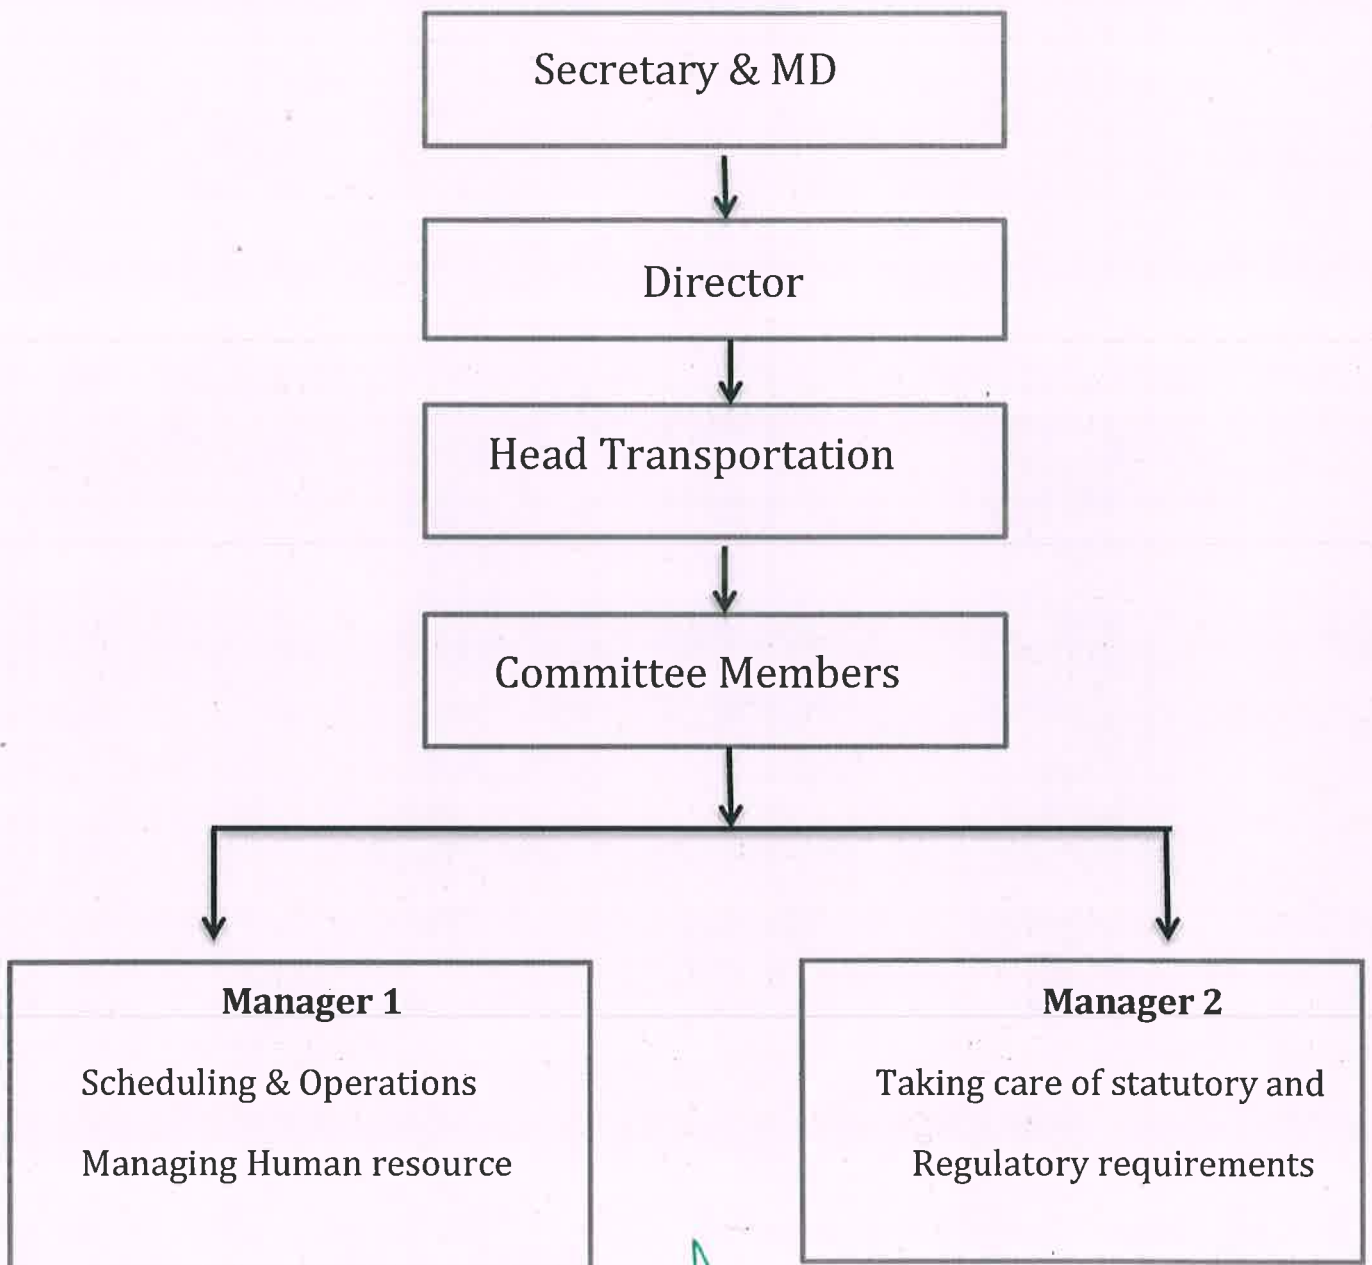 Secretary & MD
Director
Head Transportation
Committee Members
Manager 1
Scheduling & Operations
Managing Human resource
Manager 2
Taking care of statutory and
Regulatory requirements